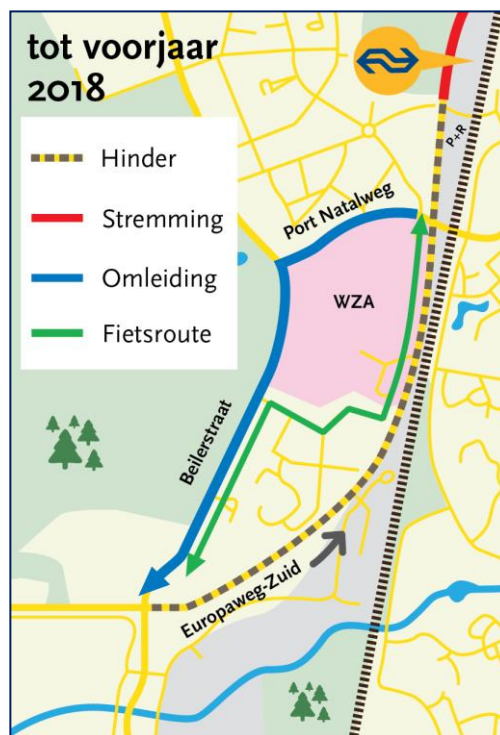 tot voorjaar
2018
Hinder
Stremming
Omleiding
Fietsroute
P+R
Port Natalweg
WZA
Beilerstraat
Europaweg-Zuid